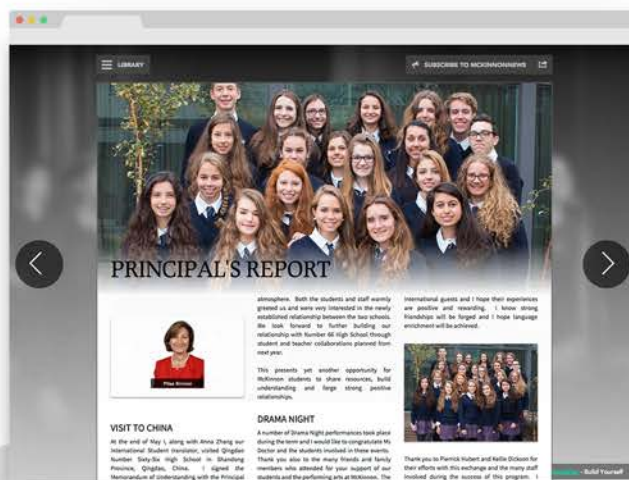 LIBRARY
SUBSCRIBE TO MCKINNONNEWS
PRINCIPAL'S REPORT
VISIT TO CHINA
At the end of May I, along with Anna Zhang our
International Student translator, visited Qingdao
Number Sixty-Six High School in Shandong
Province, Qingdao, China. I signed the
Memorandum of Understanding with the Principal
atmosphere. Both the students and staff warmly
greeted us and were very interested in the newly
established relationship between the two schools.
We look forward to further building our
relationship with Number 66 High School through
student and teacher collaborations planned from
next year.
This presents yet another opportunity for
McKinnon students to share resources, build
understanding and forge strong positive
relationships.
DRAMA NIGHT
A number of Drama Night performances took place
during the term and I would like to congratulate Ms
Doctor and the students involved in these events.
Thank you also to the many friends and family
members who attended for your support of our
students and the performing arts at McKinnon. The
international guests and I hope their experiences
are positive and rewarding. I know strong
friendships will be forged and I hope language
enrichment will be achieved.
Thank you to Pierrick Hubert and Kellie Dickson for
their efforts with this exchange and the many staff
involved during the success of this program. I
- Build Yourself